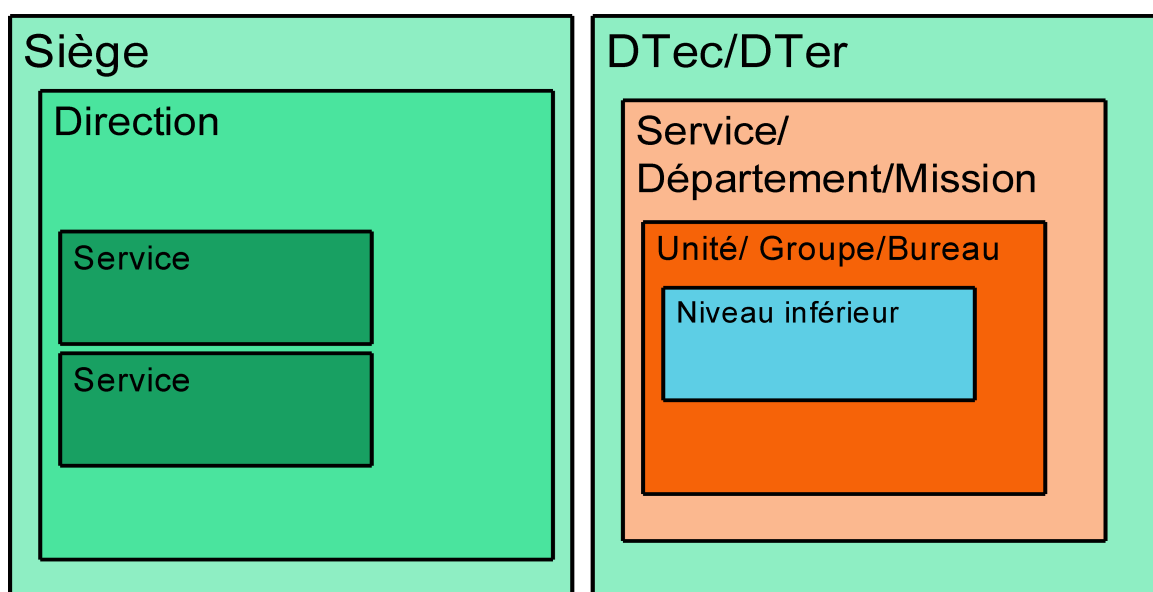 Siège
Direction
Service
Service
DTec/DTer
Service/
Département/Mission
Unité/ Groupe/Bureau
Niveau inférieur